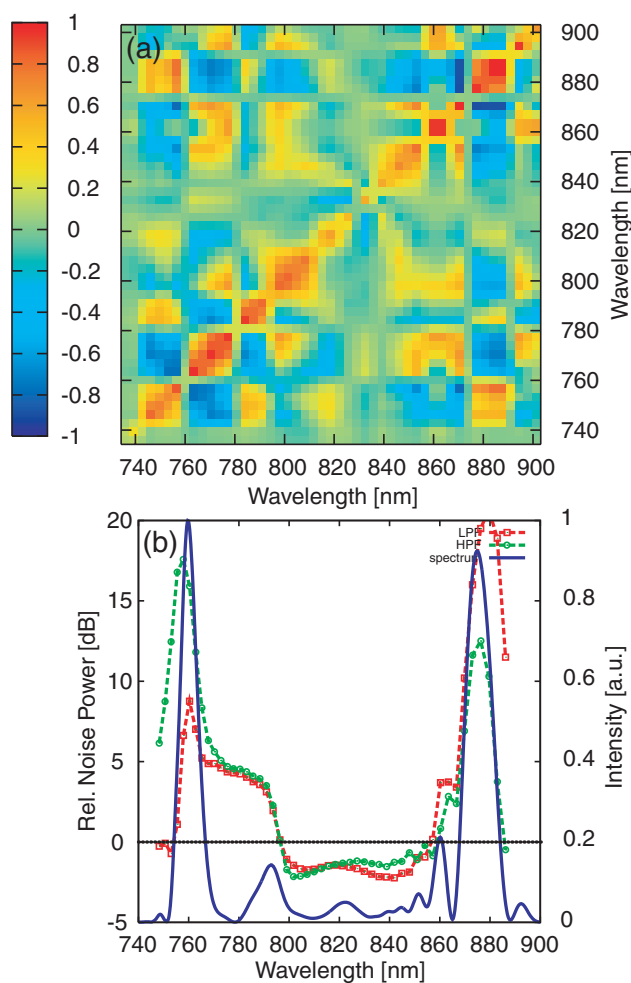 1
0.8
0.6
0.4
0.2
0
-0.2
-0.4
-0.6
-0.8
-1
(a)
900
880
860
840
820
800
780
760
740
Wavelength [nm]
740 760 780 800 820 840 860 880 900
Wavelength [nm]
(b)
LPF
HPF
spectrum
20
15
10
5
0
-5
Rel. Noise Power [dB]
1
0.8
0.6
0.4
0.2
0
Intensity [a.u.]
740 760 780 800 820 840 860 880 900
Wavelength [nm]